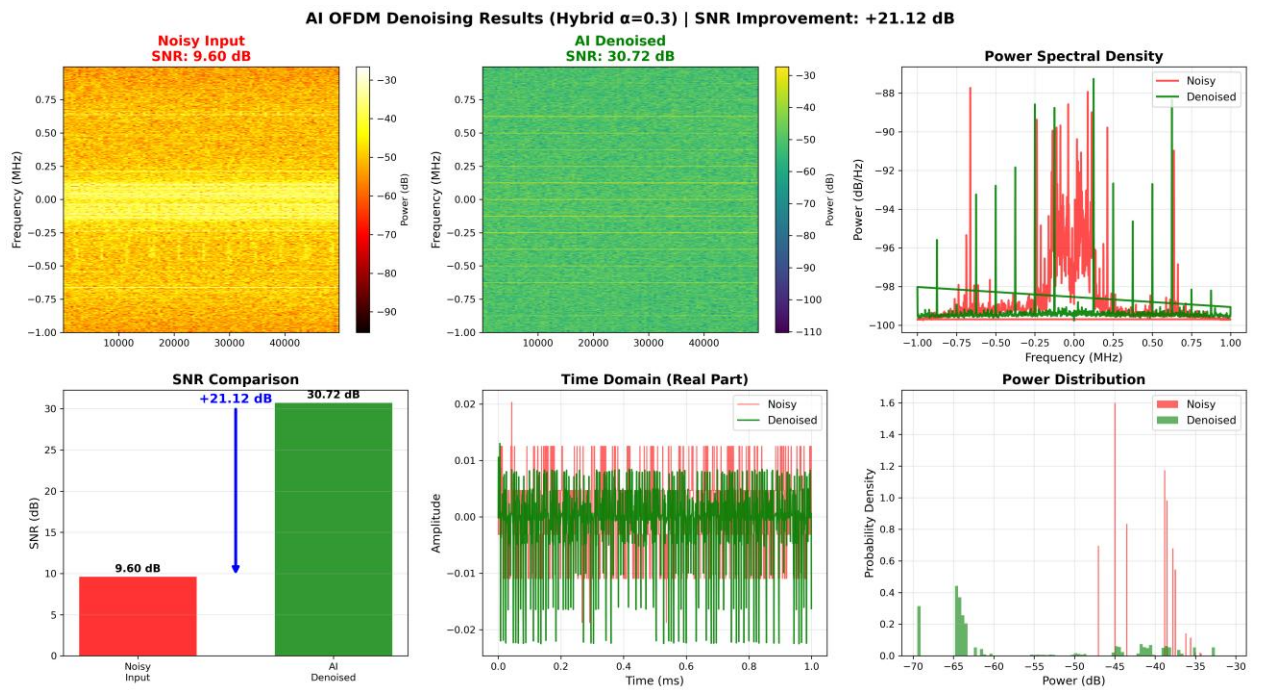 AI OFDM Denoising Results (Hybrid α=0.3) | SNR Improvement: +21.12 dB
Noisy Input
SNR: 9.60 dB
Frequency (MHz)
0.75
0.50
0.25
0.00
−0.25
−0.50
−0.75
−1.00
10000 20000 30000 40000
−30
−40
−50
−60
−70
−80
−90
Power (dB)
AI Denoised
SNR: 30.72 dB
Frequency (MHz)
0.75
0.50
0.25
0.00
−0.25
−0.50
−0.75
−1.00
10000 20000 30000 40000
−30
−40
−50
−60
−70
−80
−90
−100
−110
Power (dB)
Power Spectral Density
Noisy
Denoised
Power (dB/Hz)
−88
−90
−92
−94
−96
−98
−100
−1.00 −0.75 −0.50 −0.25 0.00 0.25 0.50 0.75 1.00
Frequency (MHz)
SNR Comparison
+21.12 dB
30.72 dB
9.60 dB
SNR (dB)
30
25
20
15
10
5
0
Noisy
Input
AI
Denoised
Time Domain (Real Part)
Noisy
Denoised
Amplitude
0.02
0.01
0.00
−0.01
−0.02
0.0 0.2 0.4 0.6 0.8 1.0
Time (ms)
Power Distribution
Noisy
Denoised
Probability Density
1.6
1.4
1.2
1.0
0.8
0.6
0.4
0.2
0.0
−70 −65 −60 −55 −50 −45 −40 −35 −30
Power (dB)